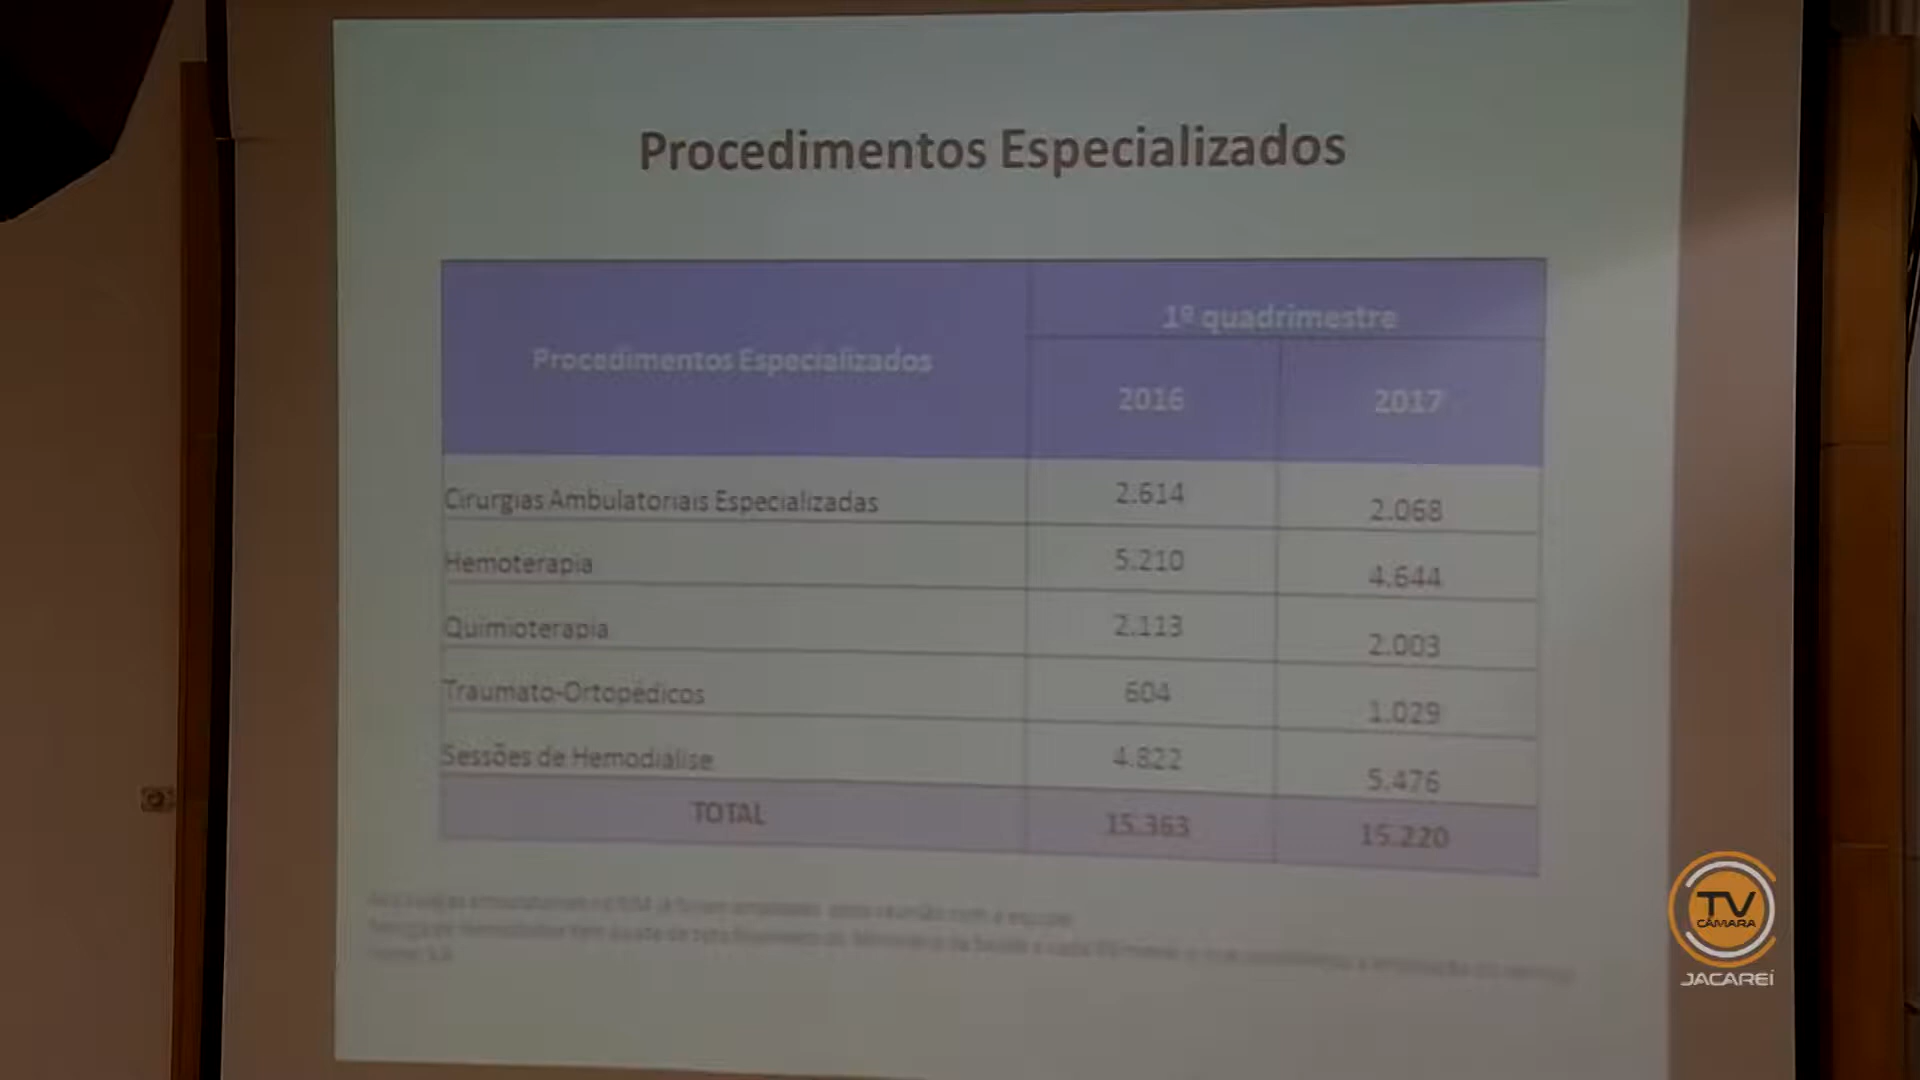 Procedimentos Especializados
Procedimentos Especializados
1º quadrimestre
2016
2017
Cirurgias Ambulatoriais Especializadas 2.614 2.068
Hemoterapia 5.210 4.644
Quimioterapia 2.113 2.003
Traumato-Ortopédicos 604 1.029
Sessões de Hemodiálise 4.822 5.476
TOTAL 15.363 15.220
TV
CÂMARA
JACAREÍ